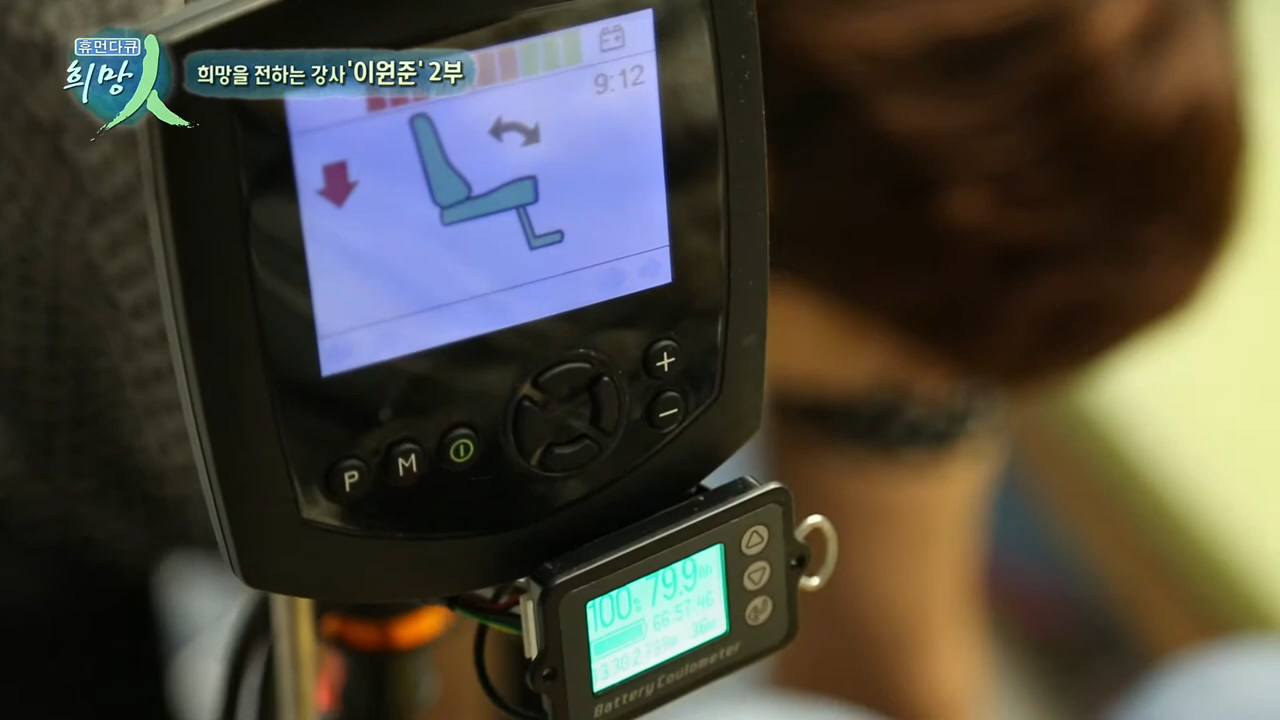 휴먼다큐
희망人
희망을 전하는 강사 '이원준' 2부
9:12
+
−
P M
100% 79.9Ah
66:57:46
Battery Coulometer